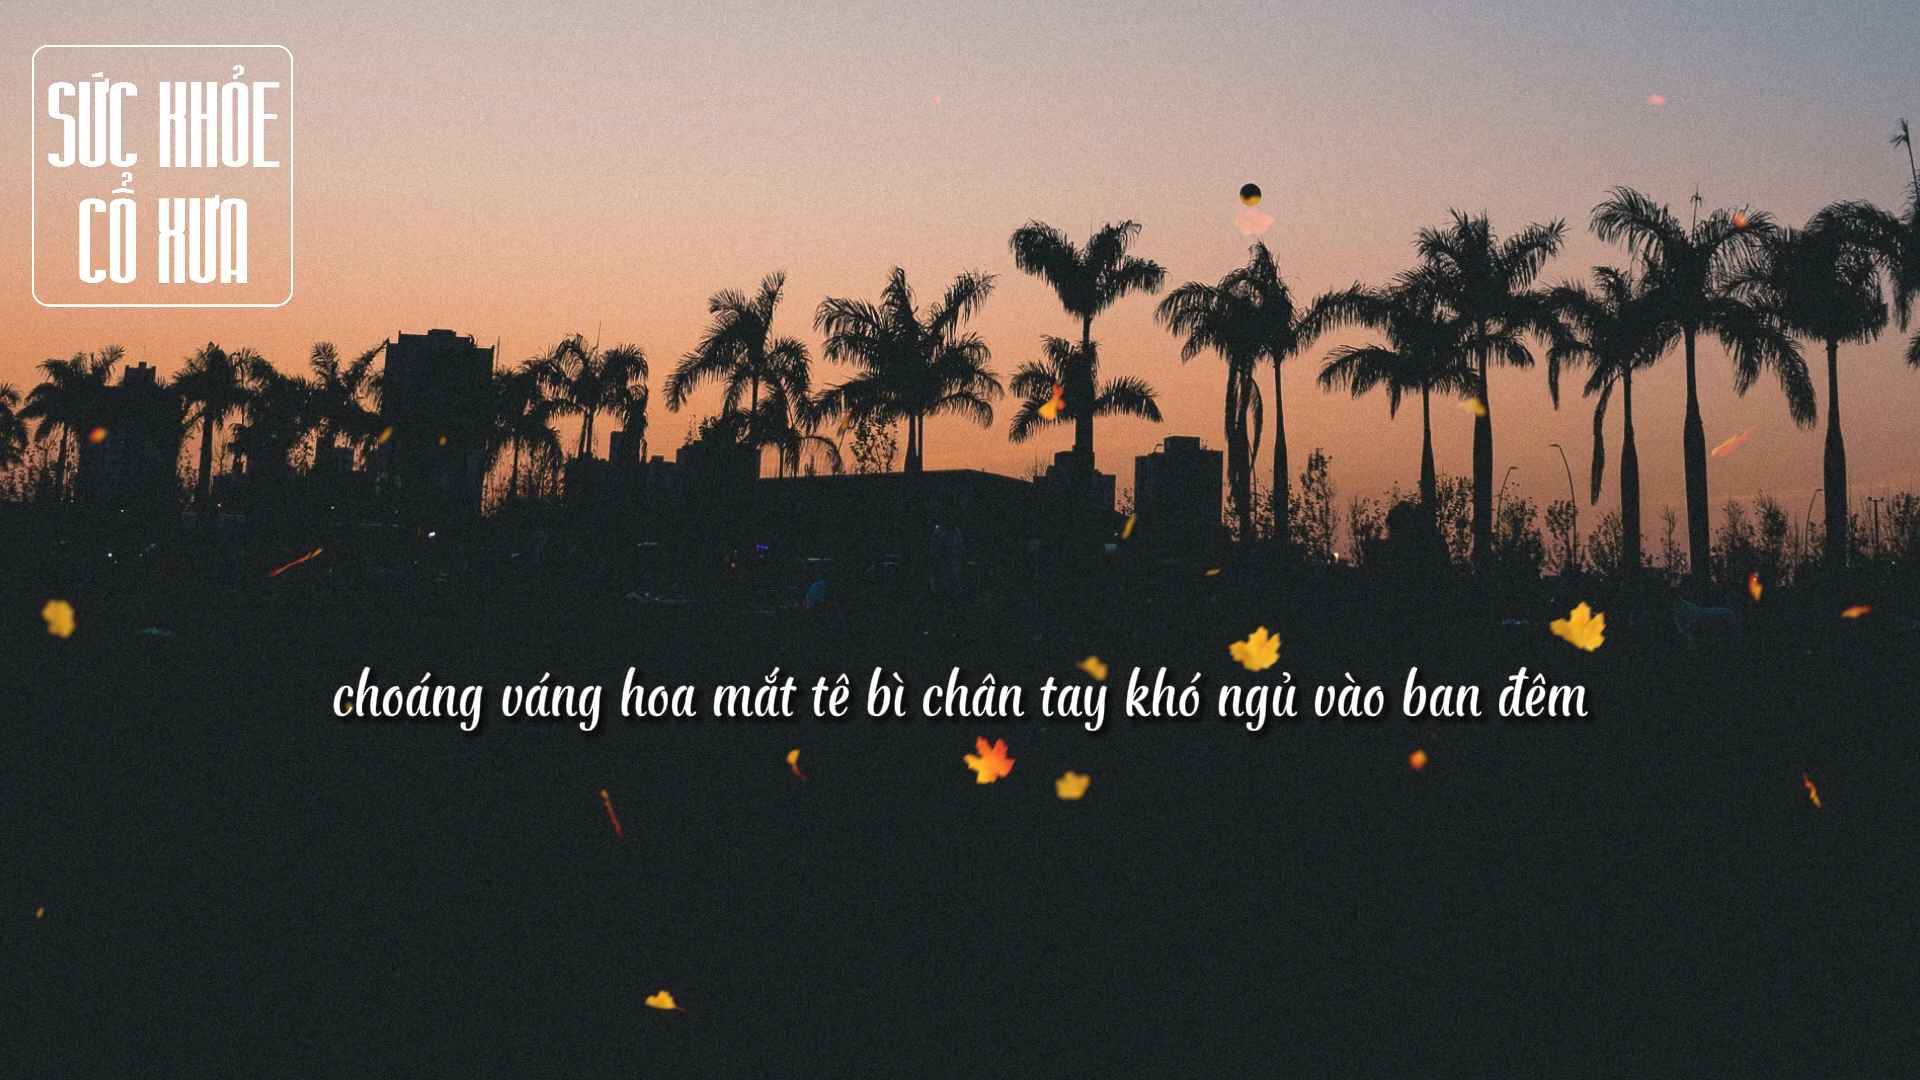 SỨC KHỎE
CỔ XƯA
choáng váng hoa mắt tê bì chân tay khó ngủ vào ban đêm